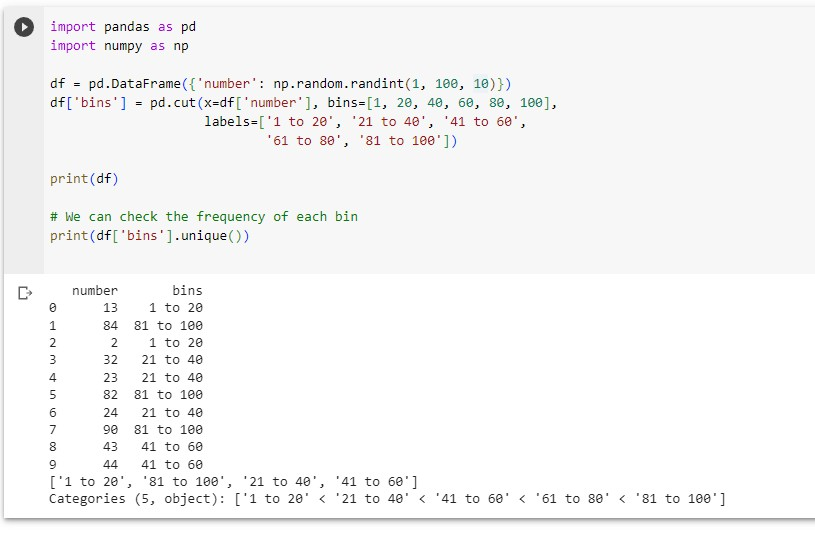 import pandas as pd
import numpy as np
df = pd.DataFrame({'number': np.random.randint(1, 100, 10)})
df['bins'] = pd.cut(x=df['number'], bins=[1, 20, 40, 60, 80, 100],
labels=['1 to 20', '21 to 40', '41 to 60',
'61 to 80', '81 to 100'])
print(df)
# We can check the frequency of each bin
print(df['bins'].unique())
number bins
0 13 1 to 20
1 84 81 to 100
2 2 1 to 20
3 32 21 to 40
4 23 21 to 40
5 82 81 to 100
6 24 21 to 40
7 90 81 to 100
8 43 41 to 60
9 44 41 to 60
['1 to 20', '81 to 100', '21 to 40', '41 to 60']
Categories (5, object): ['1 to 20' < '21 to 40' < '41 to 60' < '61 to 80' < '81 to 100']